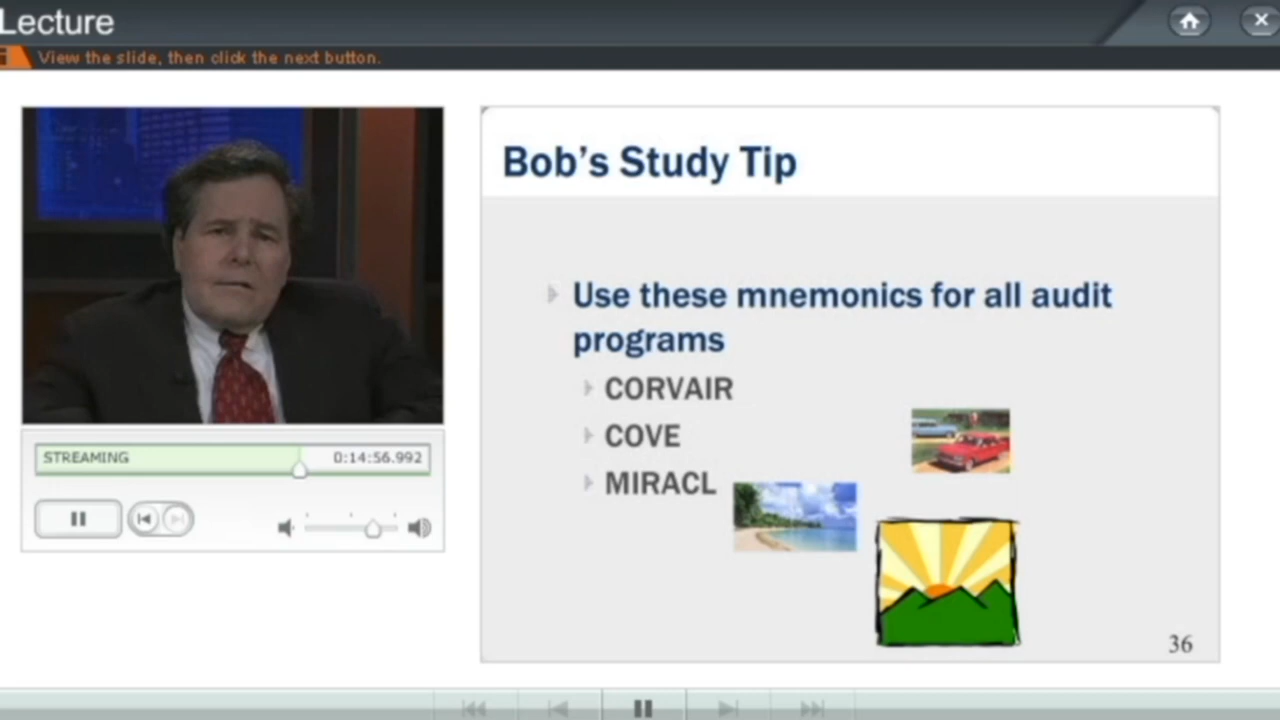 Lecture
View the slide, then click the next button.
Bob's Study Tip
Use these mnemonics for all audit
programs
CORVAIR
COVE
MIRACL
STREAMING 0:14:56.992
36